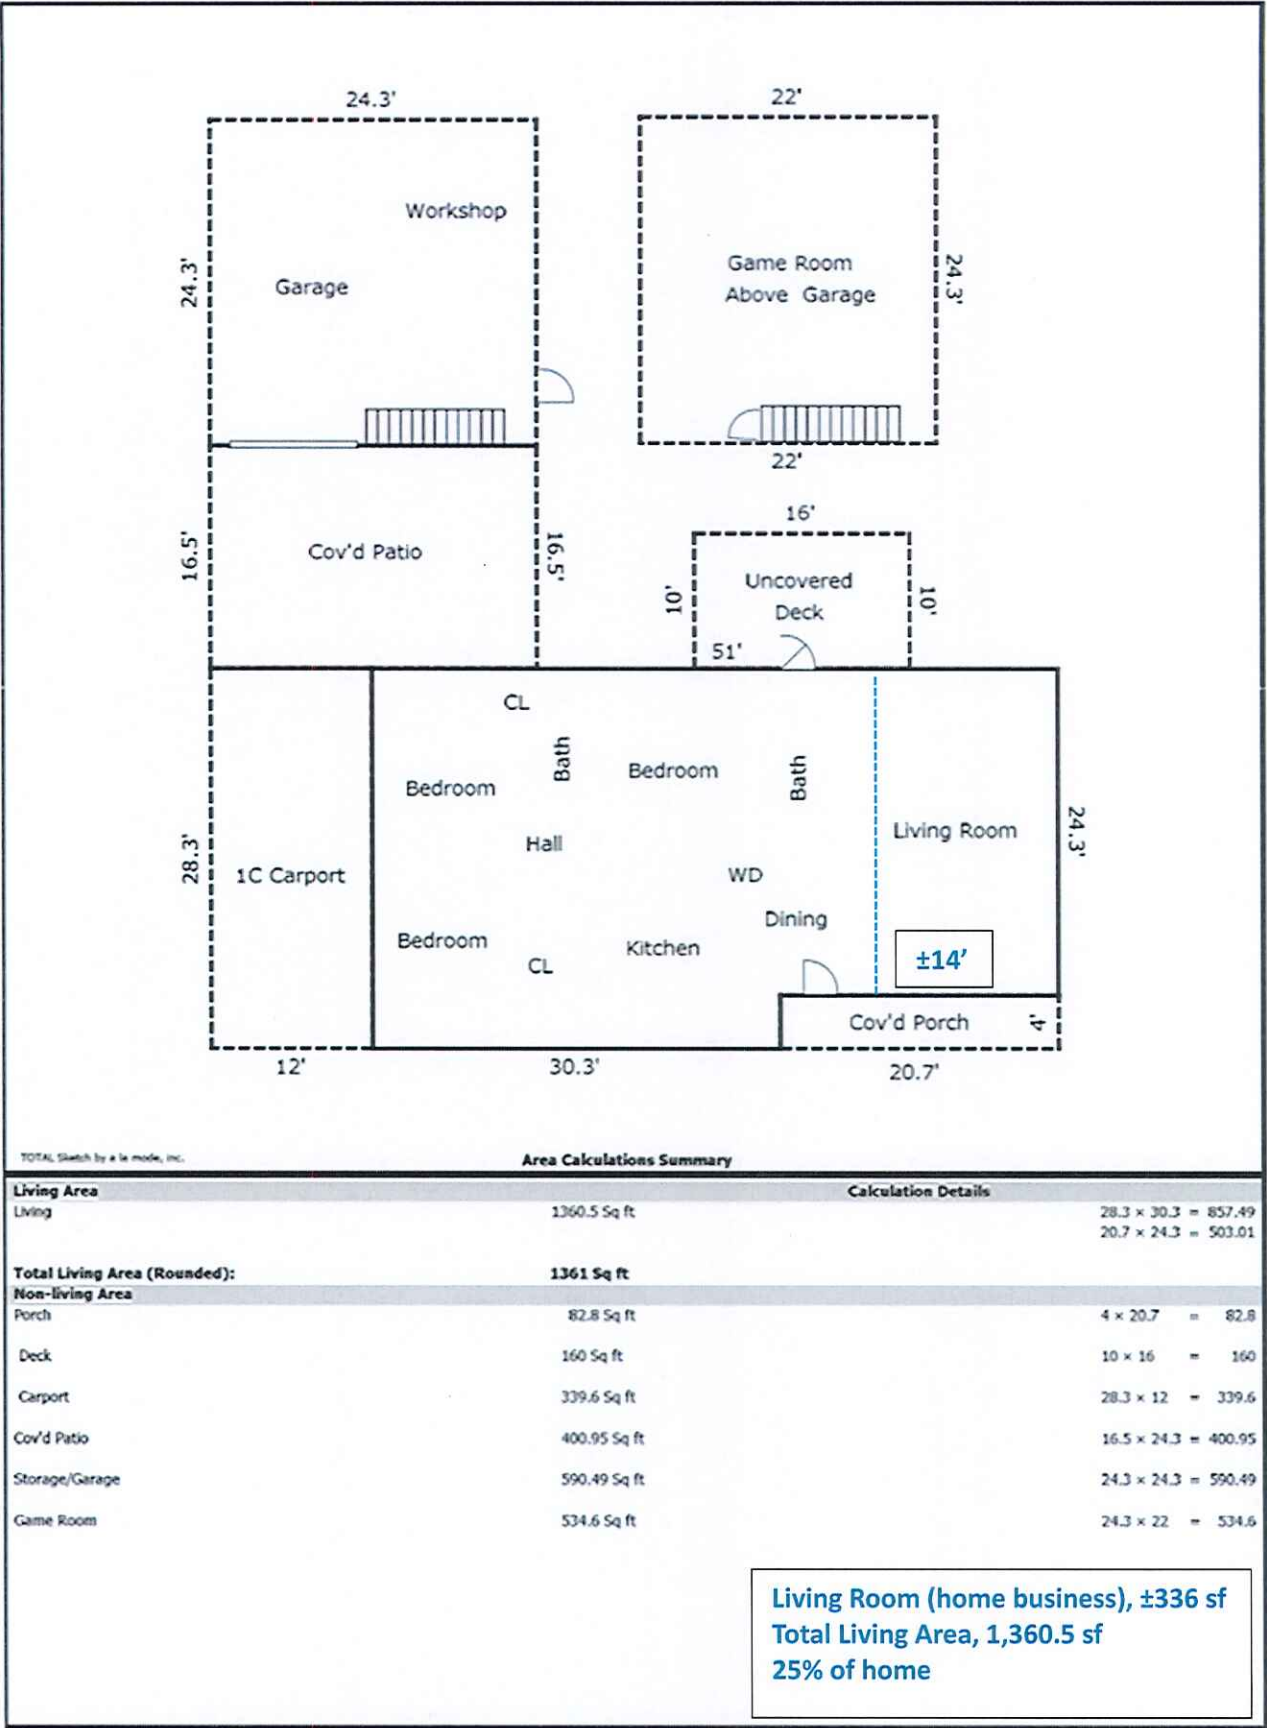 24.3'
22'
Workshop
24.3'
Garage
Game Room
Above Garage
24.3'
22'
16'
16.5'
Cov'd Patio
16.5'
10'
Uncovered
Deck
10'
51'
CL
Bath
Bedroom
Bedroom
Bath
Hall
Living Room
24.3'
28.3'
1C Carport
WD
Dining
Bedroom
CL
Kitchen
±14’
Cov'd Porch
4'
12'
30.3'
20.7'
TOTAL Sketch by a la mode, inc.
Area Calculations Summary
Living Area Calculation Details
Living 1360.5 Sq ft 28.3 × 30.3 = 857.49
20.7 × 24.3 = 503.01
Total Living Area (Rounded): 1361 Sq ft
Non-living Area
Porch 82.8 Sq ft 4 × 20.7 = 82.8
Deck 160 Sq ft 10 × 16 = 160
Carport 339.6 Sq ft 28.3 × 12 = 339.6
Cov'd Patio 400.95 Sq ft 16.5 × 24.3 = 400.95
Storage/Garage 590.49 Sq ft 24.3 × 24.3 = 590.49
Game Room 534.6 Sq ft 24.3 × 22 = 534.6
Living Room (home business), ±336 sf
Total Living Area, 1,360.5 sf
25% of home